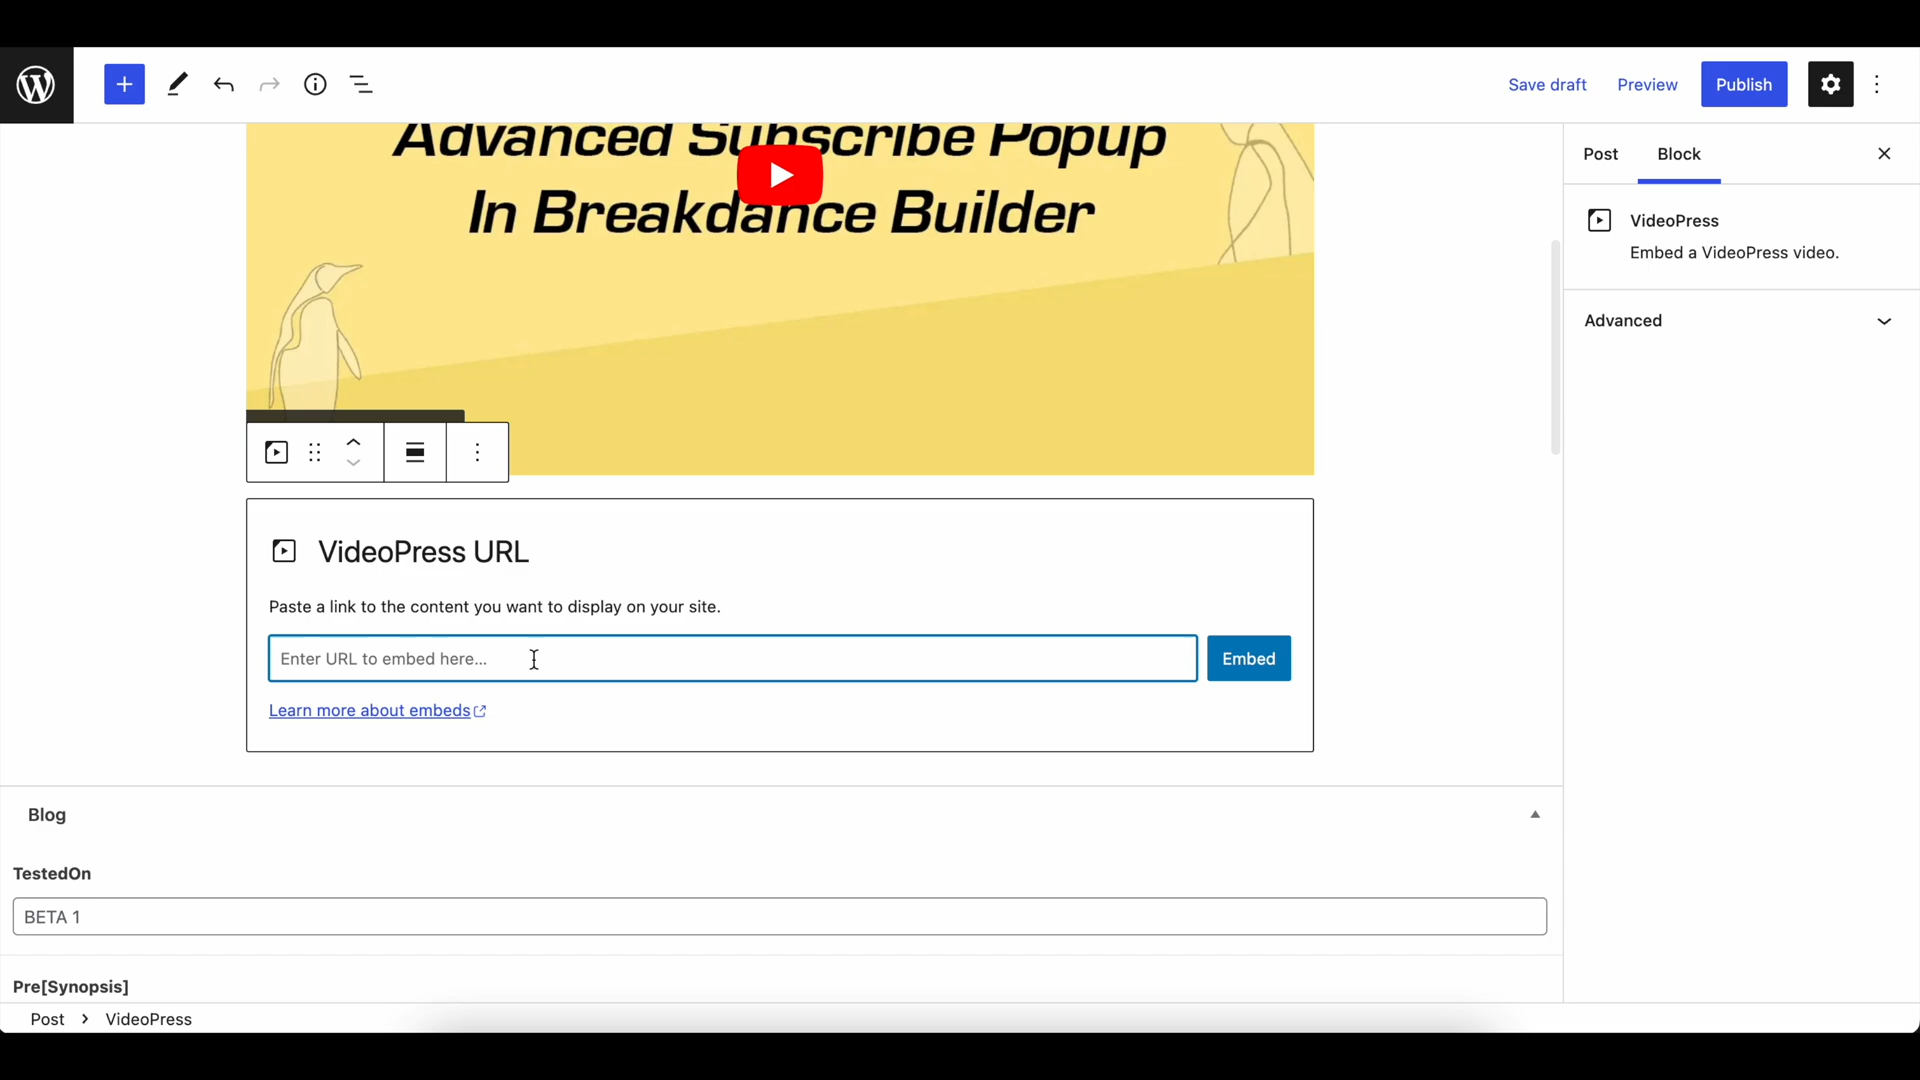 Save draft
Preview
Publish
Advanced Subscribe Popup
In Breakdance Builder
Post
Block
VideoPress
Embed a VideoPress video.
Advanced
VideoPress URL
Paste a link to the content you want to display on your site.
Enter URL to embed here...
Embed
Learn more about embeds
Blog
TestedOn
BETA 1
Pre[Synopsis]
Post > VideoPress